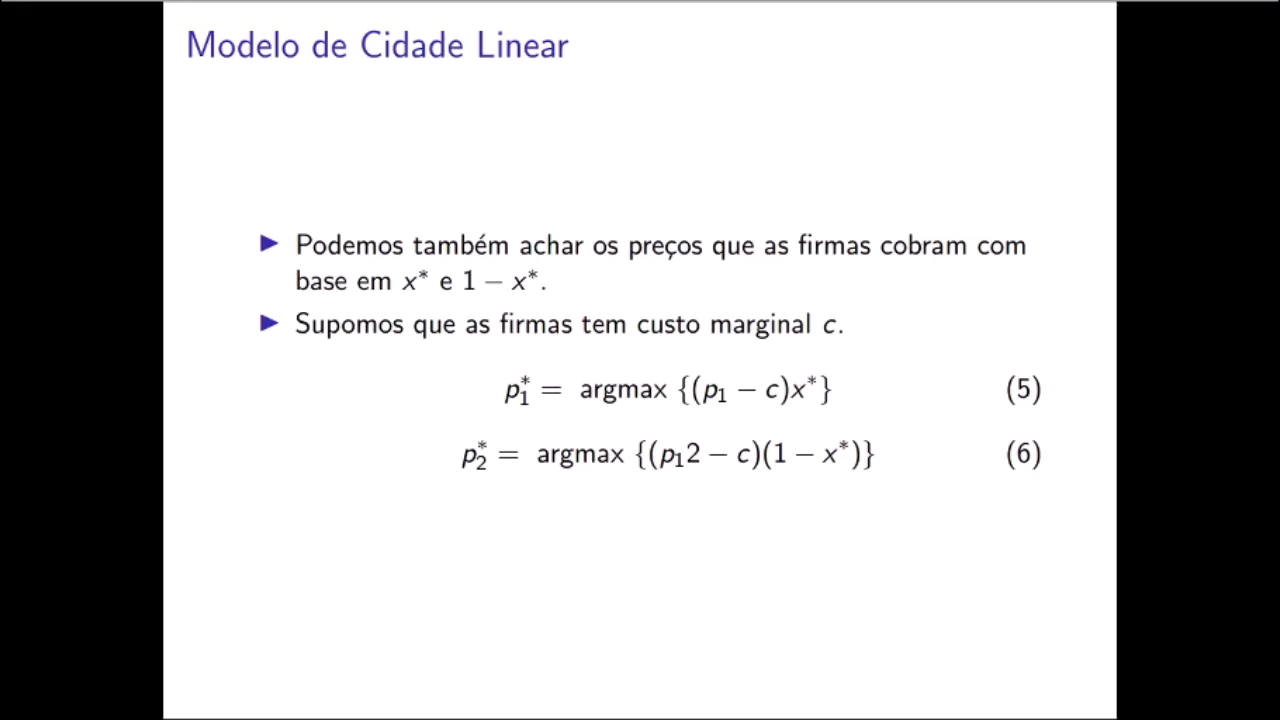 Modelo de Cidade Linear
▶ Podemos também achar os preços que as firmas cobram com
base em x* e 1 − x*.
▶ Supomos que as firmas tem custo marginal c.
p₁* = argmax {(p₁ − c)x*} (5)
p₂* = argmax {(p₁2 − c)(1 − x*)} (6)